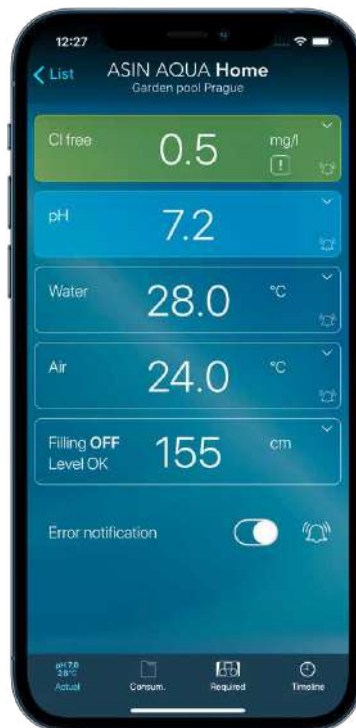 12:27
List
ASIN AQUA Home
Garden pool Prague
Cl free 0.5 mg/l
!
pH 7.2
Water 28.0 °C
Air 24.0 °C
Filling OFF
Level OK
155 cm
Error notification
pH 7.0
28°C
Actual
Consum.
Required
Timeline